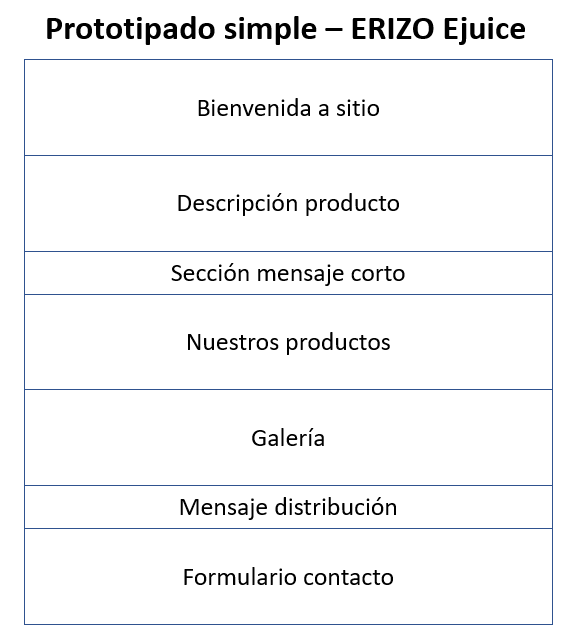 Prototipado simple – ERIZO Ejuice
Bienvenida a sitio
Descripción producto
Sección mensaje corto
Nuestros productos
Galería
Mensaje distribución
Formulario contacto